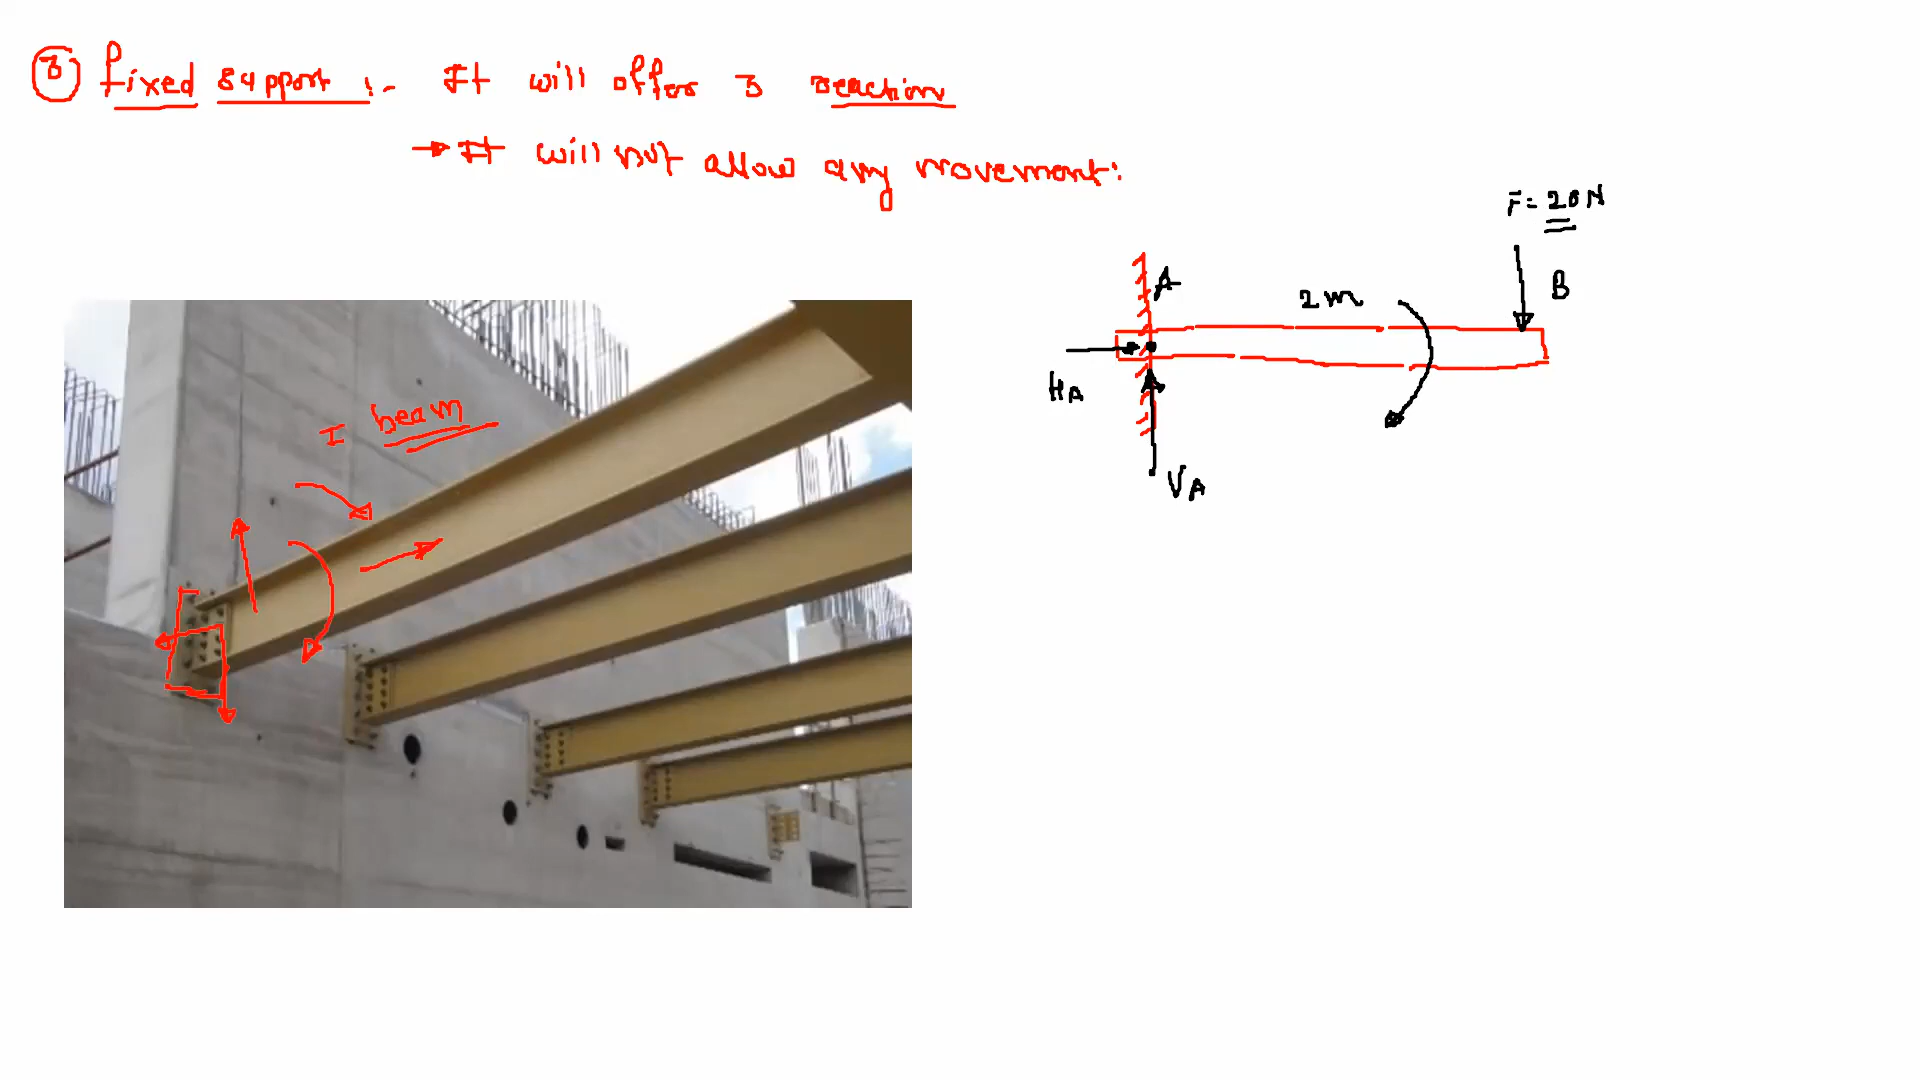 3 fixed support :- It will offer 3 reaction
→ It will not allow any movement:
F = 20N
A
B
2m
HA
I beam
VA